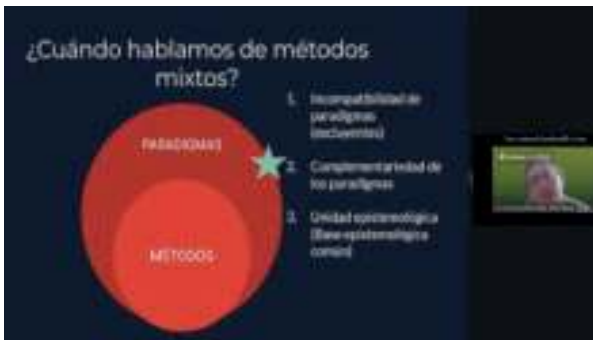 ¿Cuándo hablamos de métodos
mixtos?
PARADIGMAS
MÉTODOS
1. Incompatibilidad de
paradigmas
(excluyentes)
2. Complementariedad de
los paradigmas
3. Unidad epistemológica
(Base epistemológica
común)